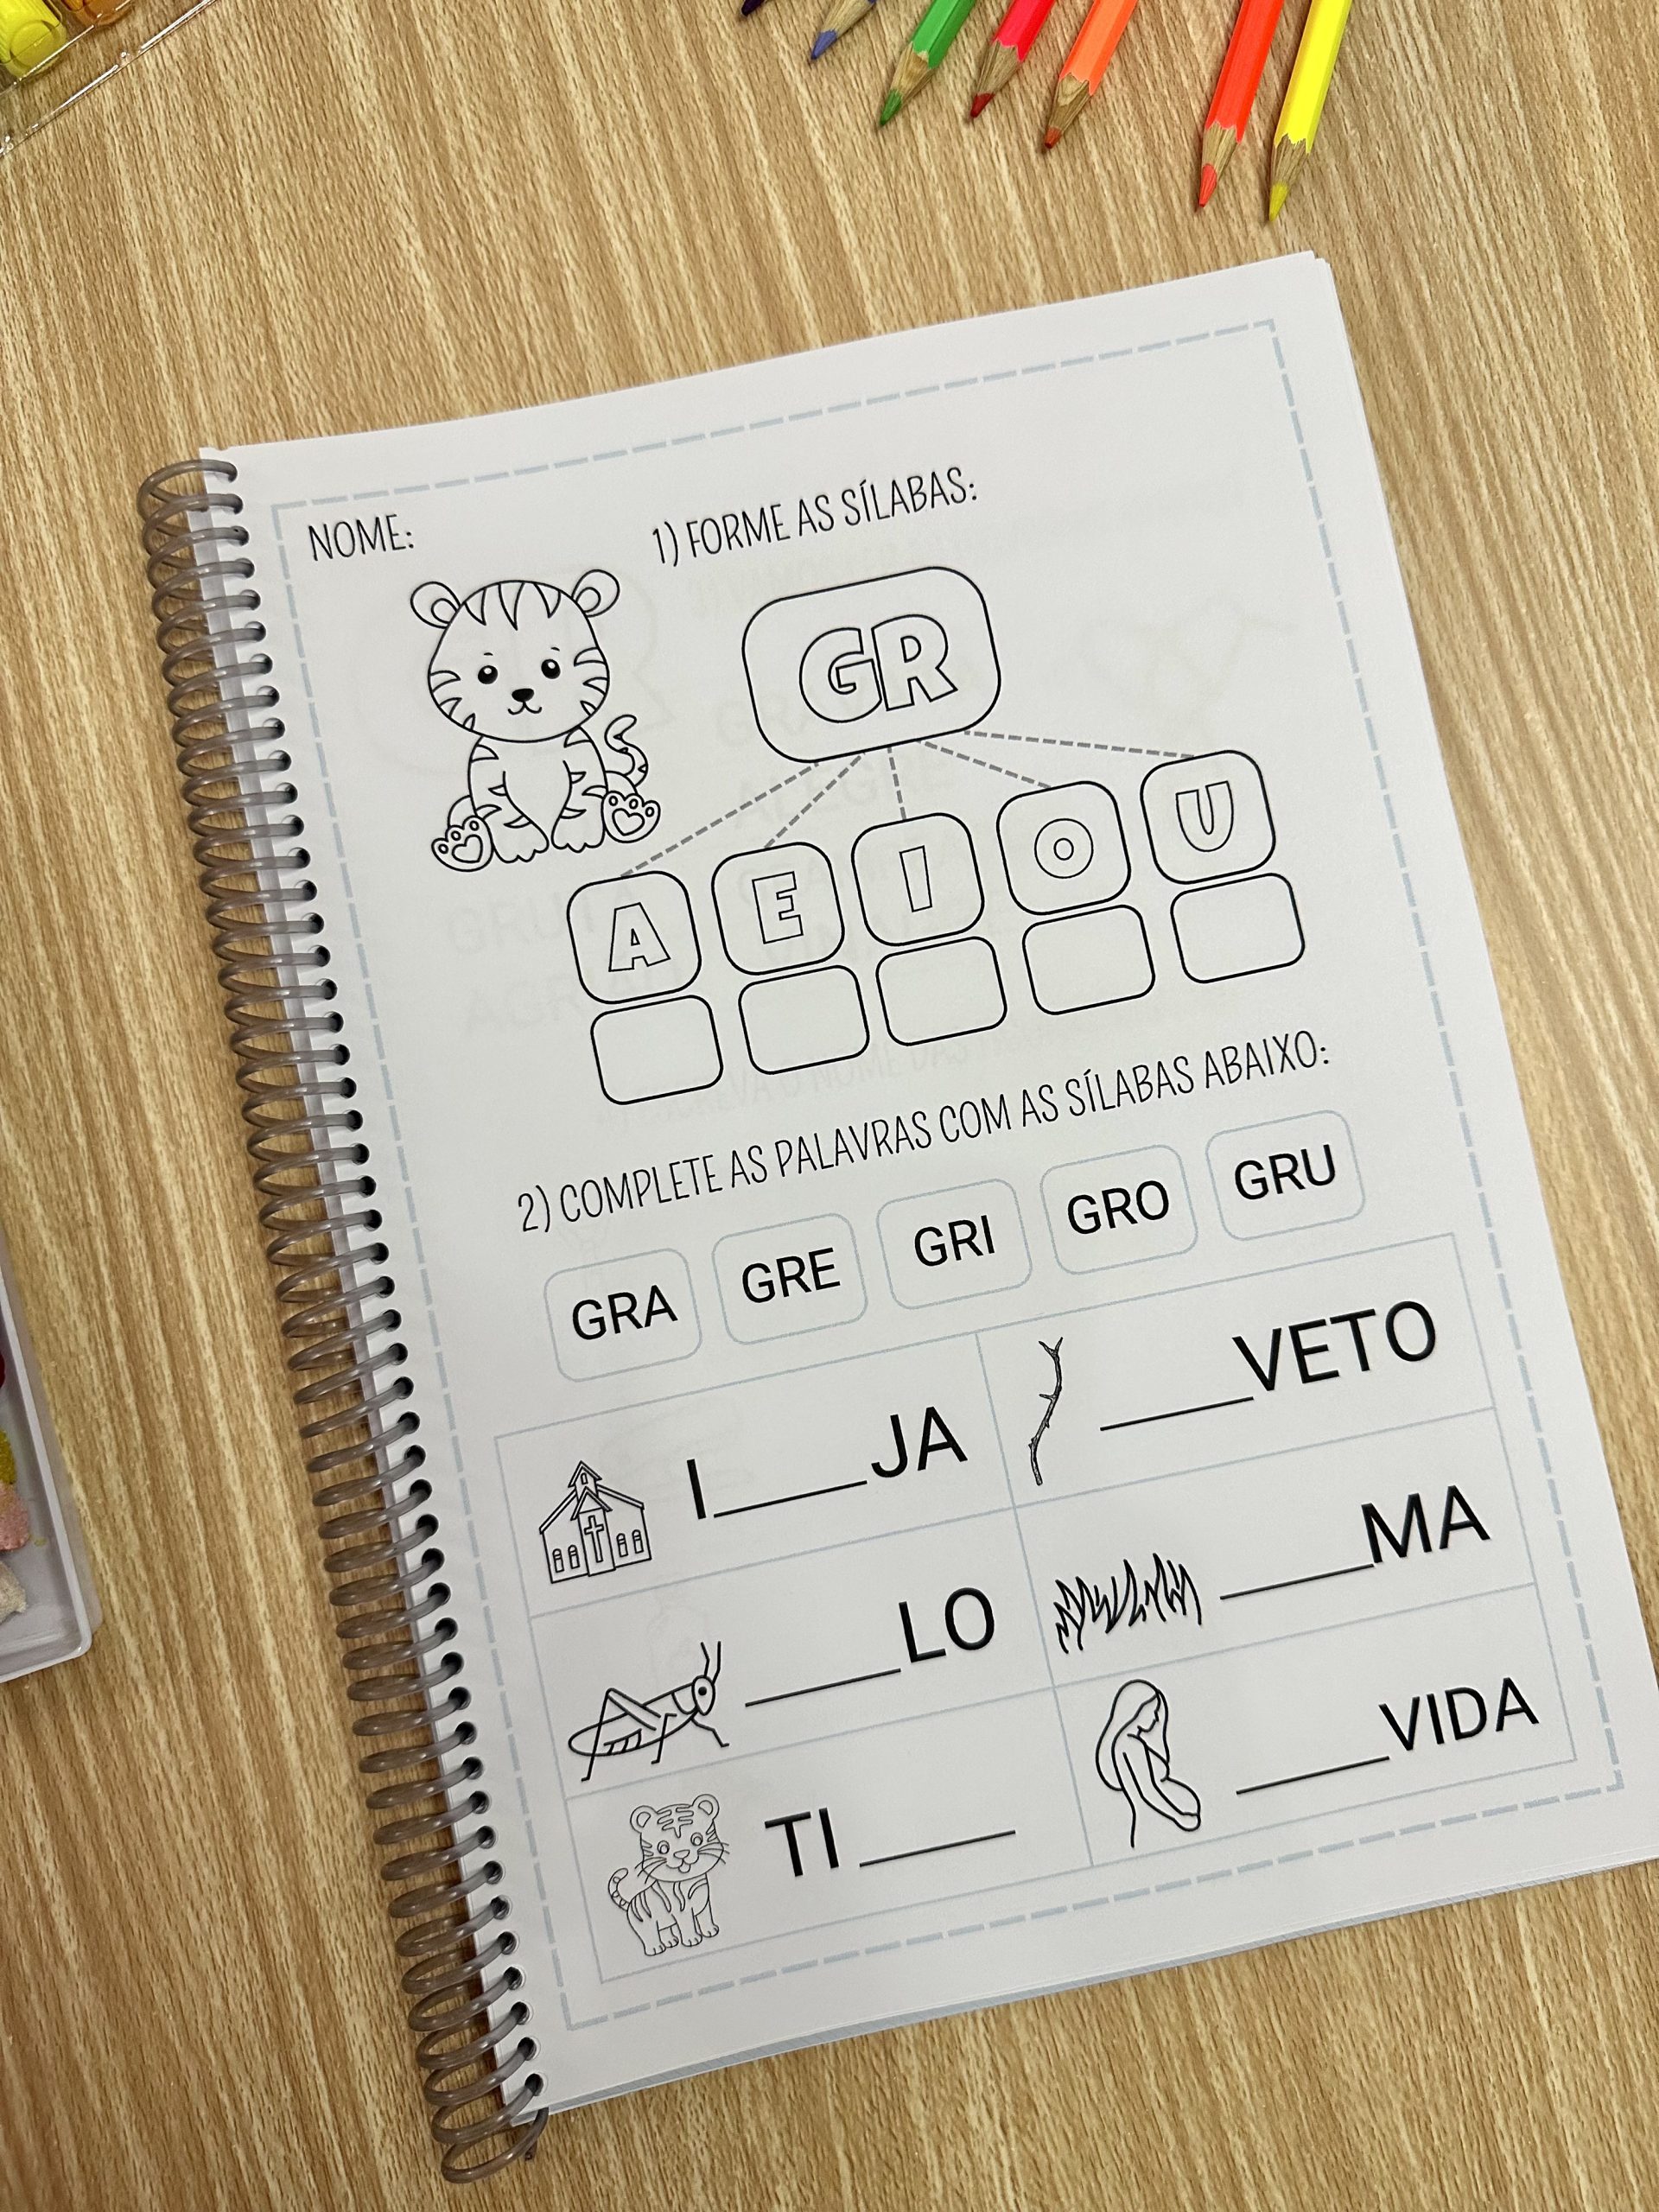 NOME:
1) FORME AS SÍLABAS:
GR
A E I O U
2) COMPLETE AS PALAVRAS COM AS SÍLABAS ABAIXO:
GRA GRE GRI GRO GRU
I____JA
____VETO
____LO
____MA
TI____
____VIDA